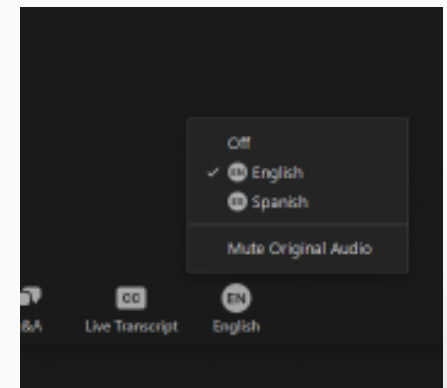 Off
EN English
ES Spanish
Mute Original Audio
&A
CC
Live Transcript
EN
English